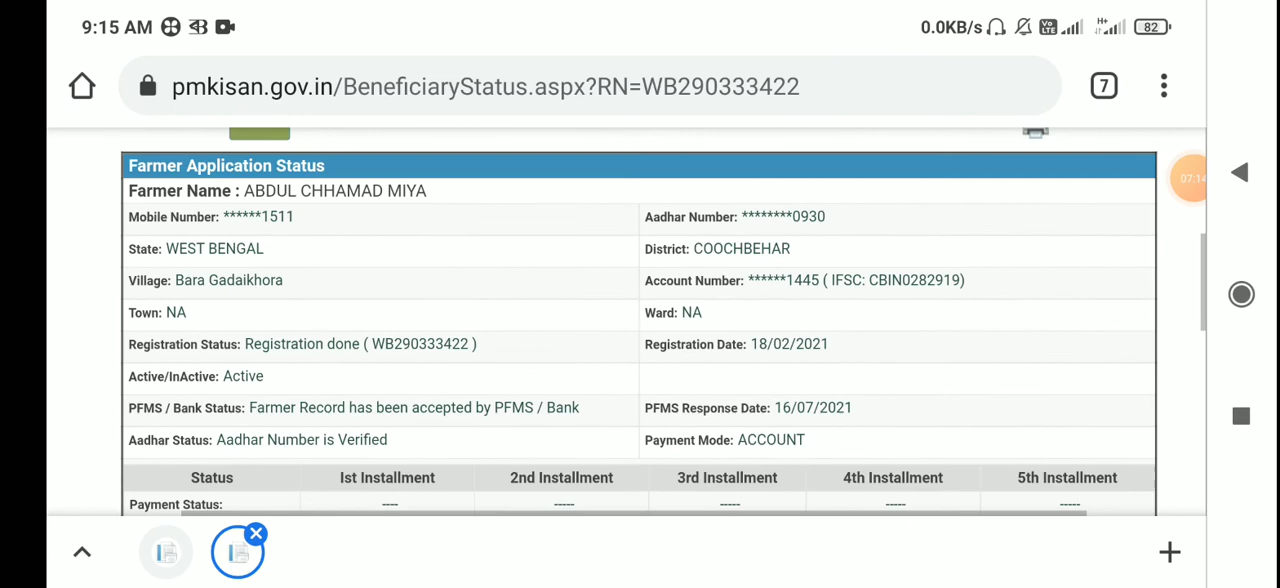 9:15 AM 0.0KB/s Vo LTE H+ 82
pmkisan.gov.in/BeneficiaryStatus.aspx?RN=WB290333422 7
Farmer Application Status
Farmer Name : ABDUL CHHAMAD MIYA
07:14
Mobile Number: ******1511 Aadhar Number: ********0930
State: WEST BENGAL District: COOCHBEHAR
Village: Bara Gadaikhora Account Number: ******1445 ( IFSC: CBIN0282919)
Town: NA Ward: NA
Registration Status: Registration done ( WB290333422 ) Registration Date: 18/02/2021
Active/InActive: Active
PFMS / Bank Status: Farmer Record has been accepted by PFMS / Bank PFMS Response Date: 16/07/2021
Aadhar Status: Aadhar Number is Verified Payment Mode: ACCOUNT
Status Ist Installment 2nd Installment 3rd Installment 4th Installment 5th Installment
Payment Status: ---- ----- ----- ----- -----